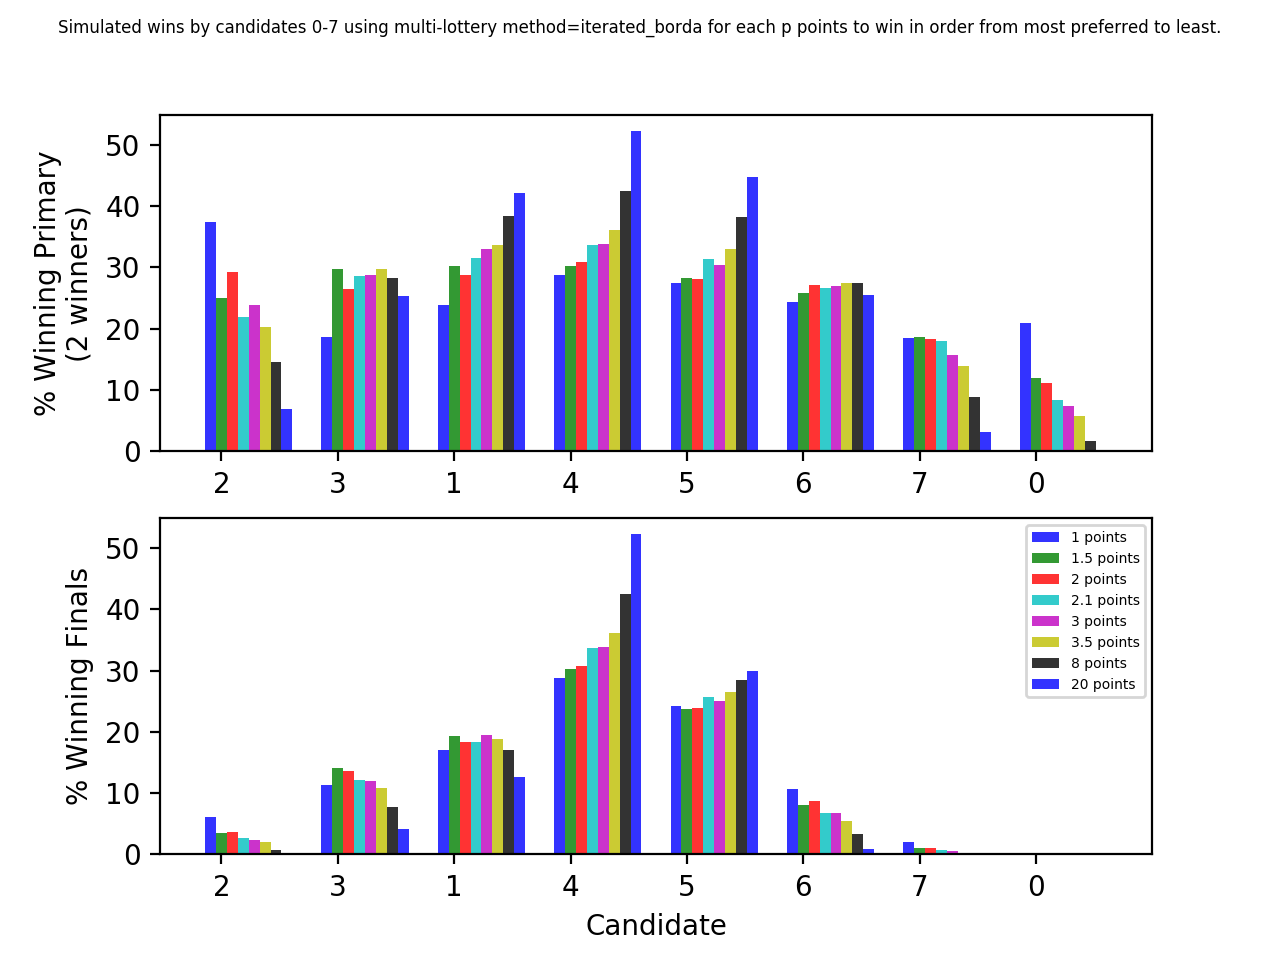 Simulated wins by candidates 0-7 using multi-lottery method=iterated_borda for each p points to win in order from most preferred to least.
% Winning Primary
(2 winners)
50
40
30
20
10
0
2 3 1 4 5 6 7 0
% Winning Finals
50
40
30
20
10
0
1 points
1.5 points
2 points
2.1 points
3 points
3.5 points
8 points
20 points
2 3 1 4 5 6 7 0
Candidate